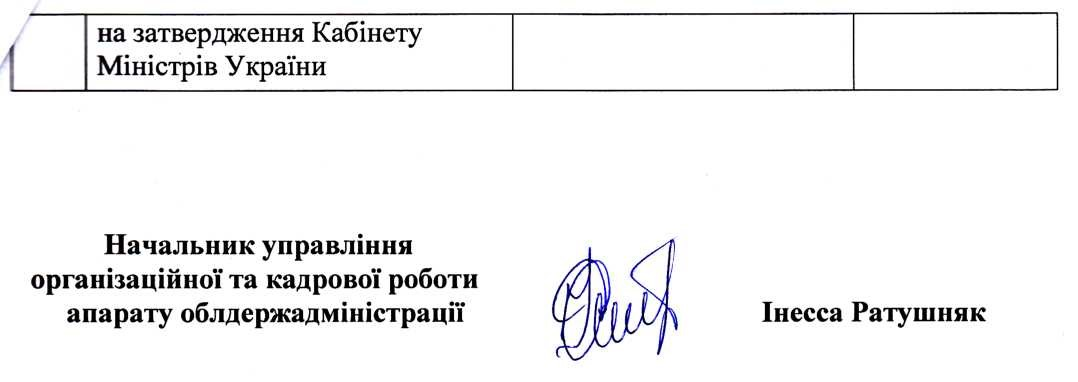 на затвердження Кабінету
Міністрів України
Начальник управління
організаційної та кадрової роботи
апарату облдержадміністрації
Інесса Ратушняк